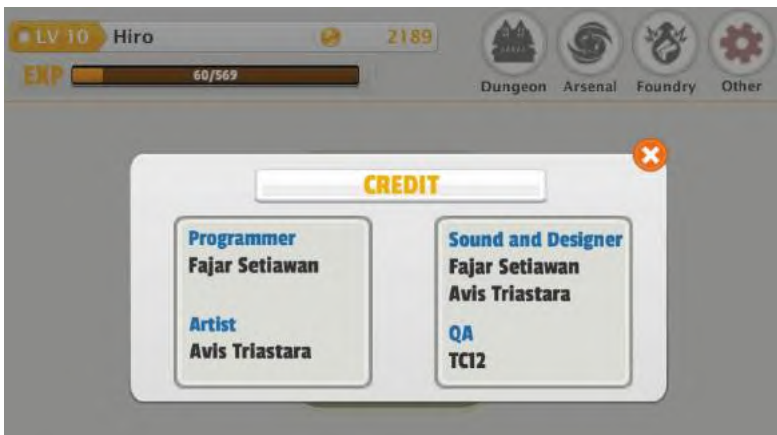 LV 10 Hiro 2189
EXP 60/569
Dungeon Arsenal Foundry Other
CREDIT
Programmer
Fajar Setiawan
Artist
Avis Triastara
Sound and Designer
Fajar Setiawan
Avis Triastara
QA
TC12